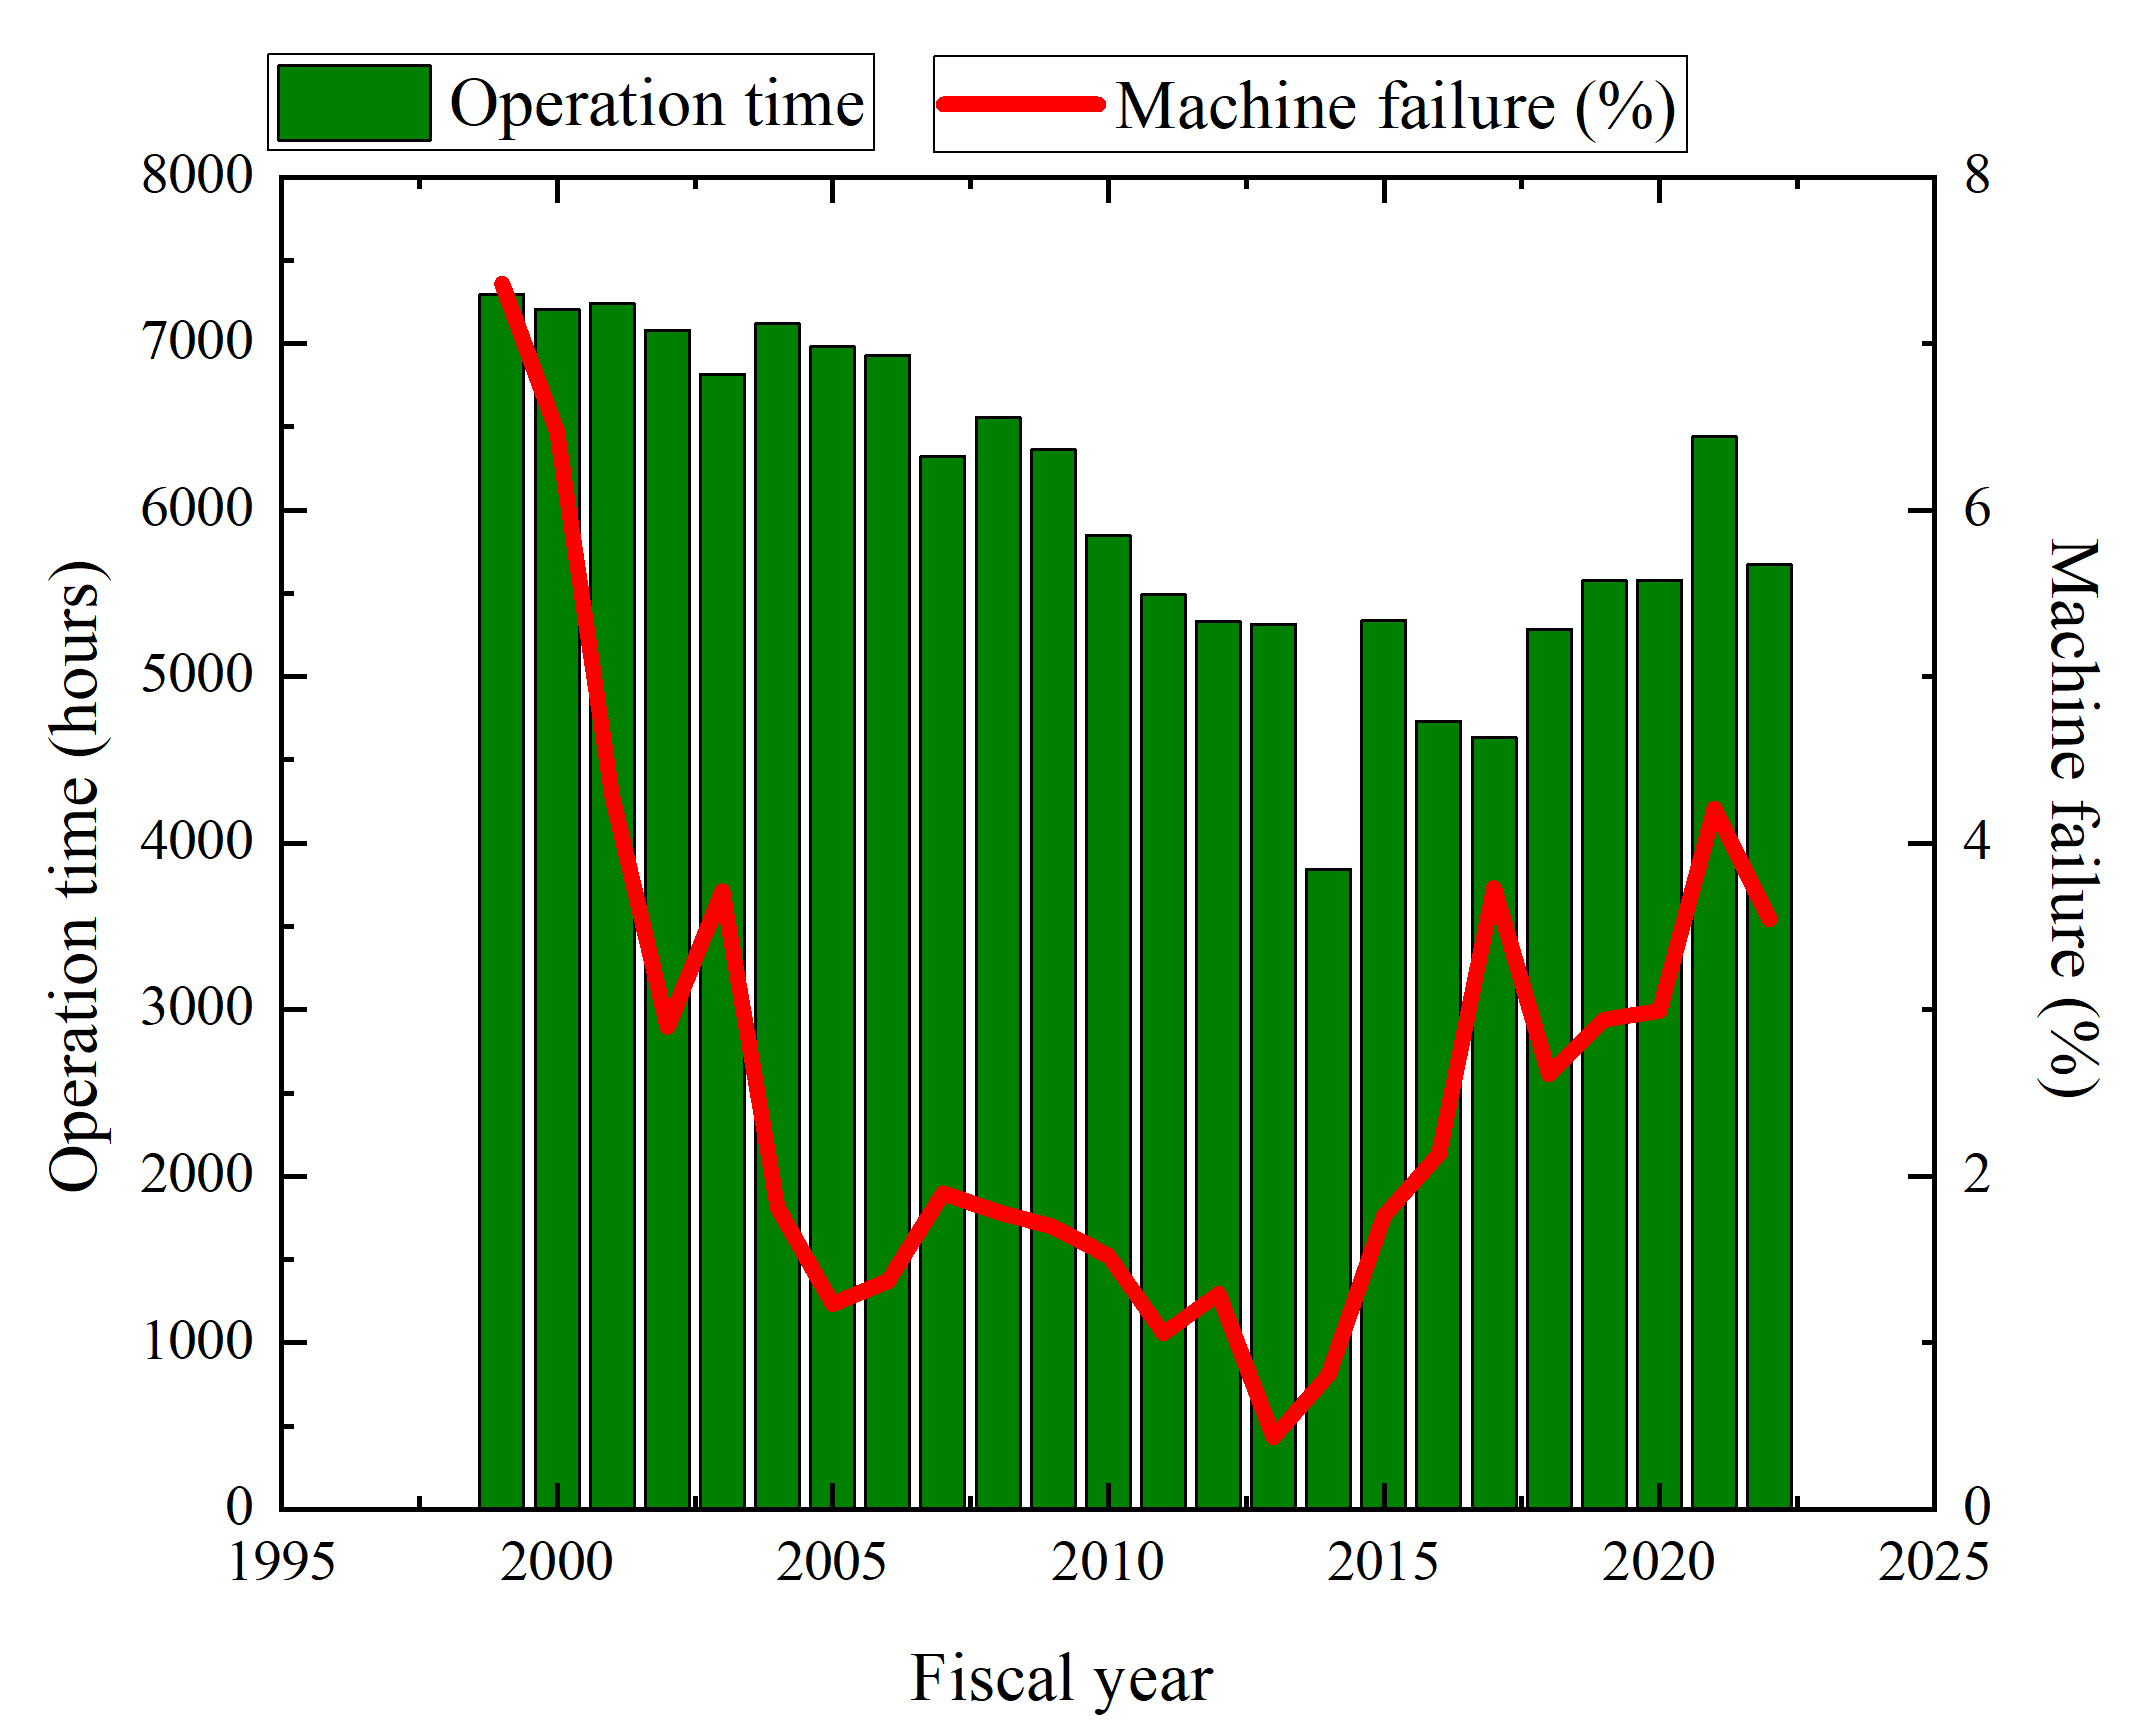 Operation time
Machine failure (%)
8000
7000
6000
5000
4000
3000
2000
1000
0
8
6
4
2
0
Operation time (hours)
Machine failure (%)
1995 2000 2005 2010 2015 2020 2025
Fiscal year